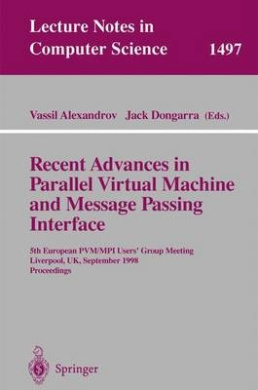 Lecture Notes in
Computer Science 1497
Vassil Alexandrov Jack Dongarra (Eds.)
Recent Advances in
Parallel Virtual Machine
and Message Passing
Interface
5th European PVM/MPI Users' Group Meeting
Liverpool, UK, September 1998
Proceedings
Springer